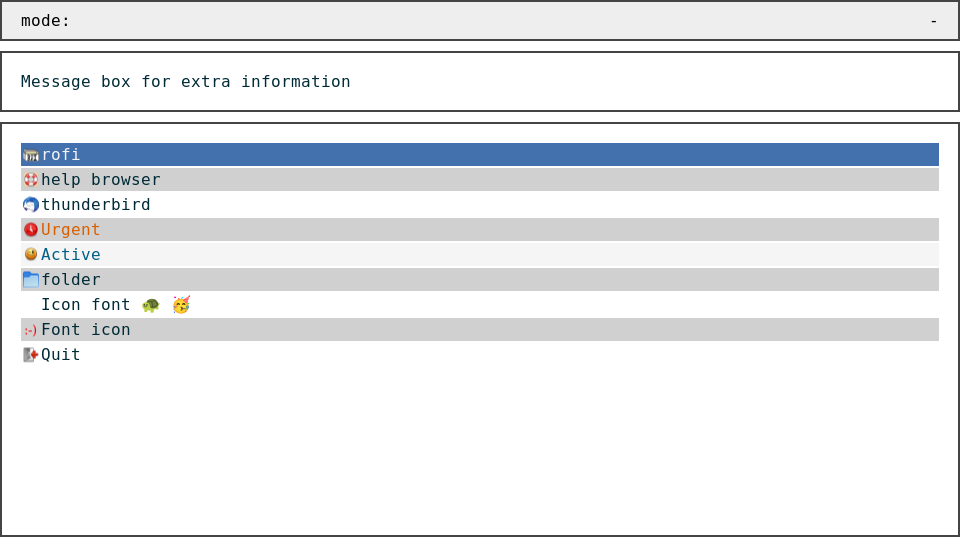 mode: -
Message box for extra information
rofi
help browser
thunderbird
Urgent
Active
folder
Icon font 🐢 🥳
:-) Font icon
Quit